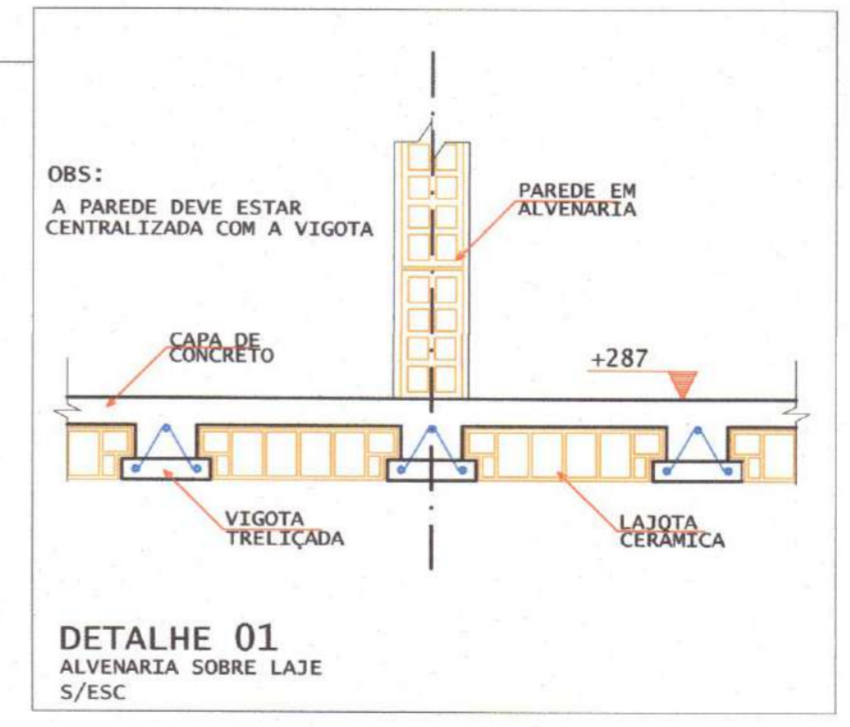 OBS:
A PAREDE DEVE ESTAR
CENTRALIZADA COM A VIGOTA
PAREDE EM
ALVENARIA
CAPA DE
CONCRETO
+287
VIGOTA
TRELIÇADA
LAJOTA
CERÂMICA
DETALHE 01
ALVENARIA SOBRE LAJE
S/ESC